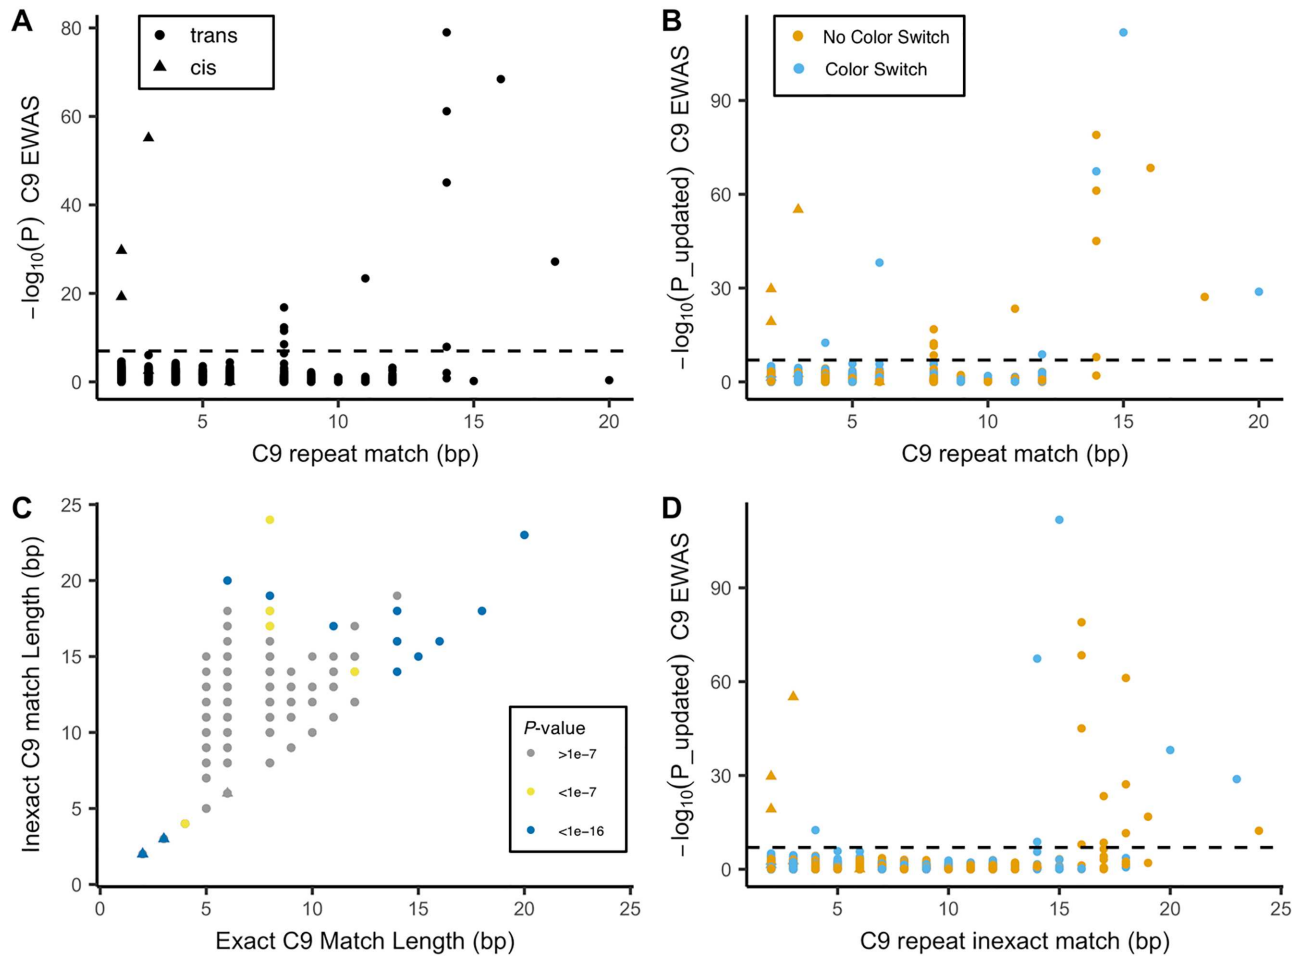 A
80
60
40
20
0
−log10(P) C9 EWAS
trans
cis
5
10
15
20
C9 repeat match (bp)
B
90
60
30
0
−log10(P_updated) C9 EWAS
No Color Switch
Color Switch
5
10
15
20
C9 repeat match (bp)
C
25
20
15
10
5
0
Inexact C9 match Length (bp)
P-value
>1e−7
<1e−7
<1e−16
0
5
10
15
20
25
Exact C9 Match Length (bp)
D
90
60
30
0
−log10(P_updated) C9 EWAS
5
10
15
20
25
C9 repeat inexact match (bp)